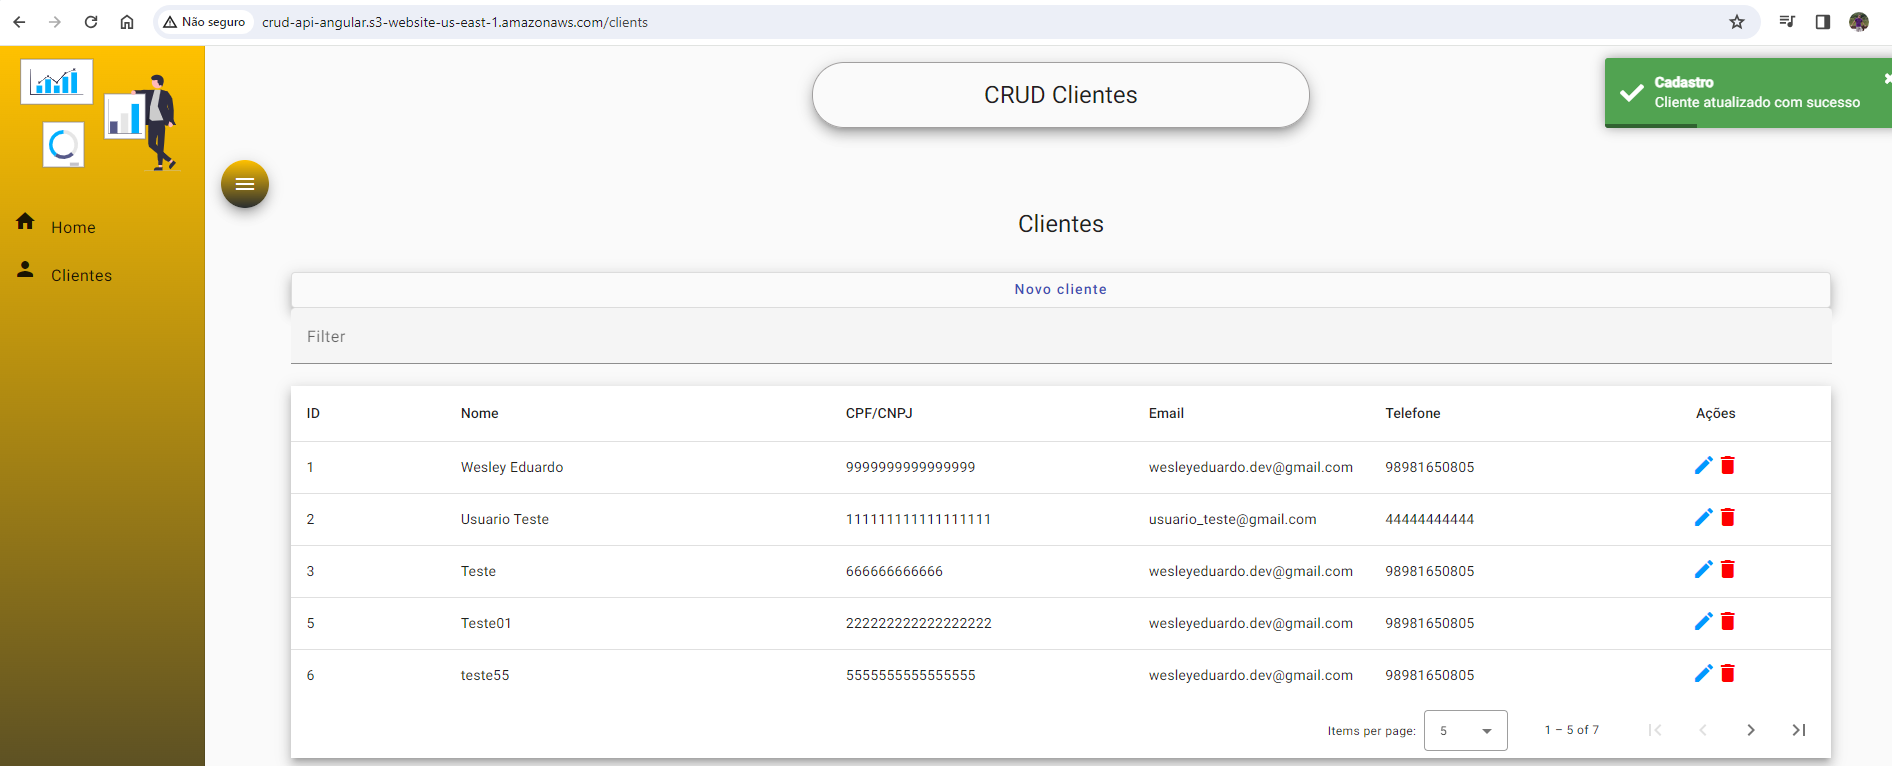 Não seguro crud-api-angular.s3-website-us-east-1.amazonaws.com/clients
CRUD Clientes
Cadastro
Cliente atualizado com sucesso
Home
Clientes
Clientes
Novo cliente
Filter
ID Nome CPF/CNPJ Email Telefone Ações
1 Wesley Eduardo 9999999999999999 wesleyeduardo.dev@gmail.com 98981650805
2 Usuario Teste 111111111111111111 usuario_teste@gmail.com 44444444444
3 Teste 666666666666 wesleyeduardo.dev@gmail.com 98981650805
5 Teste01 222222222222222222 wesleyeduardo.dev@gmail.com 98981650805
6 teste55 5555555555555555 wesleyeduardo.dev@gmail.com 98981650805
Items per page: 5 1 – 5 of 7